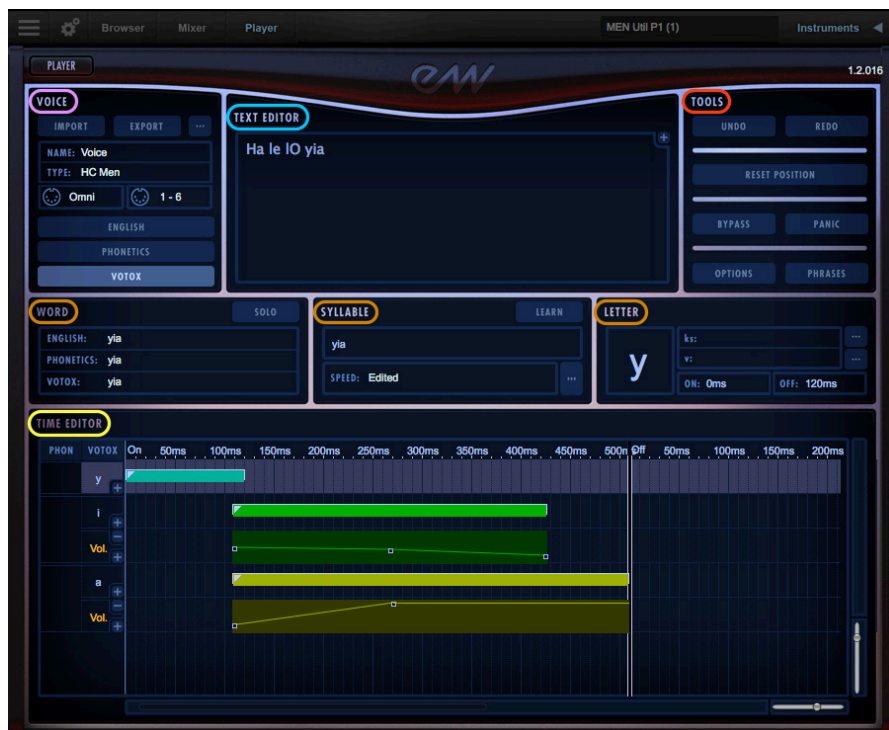 Browser Mixer Player MEN Util P1 (1) Instruments
PLAYER
ew
1.2.016
VOICE
IMPORT EXPORT ...
NAME: Voice
TYPE: HC Men
Omni 1 - 6
ENGLISH
PHONETICS
VOTOX
TEXT EDITOR
+
Ha le lO yia
TOOLS
UNDO REDO
RESET POSITION
BYPASS PANIC
OPTIONS PHRASES
WORD SOLO
ENGLISH: yia
PHONETICS: yia
VOTOX: yia
SYLLABLE LEARN
yia
SPEED: Edited ...
LETTER
y
ks: ...
v: ...
ON: 0ms OFF: 120ms
TIME EDITOR
PHON VOTOX On 50ms 100ms 150ms 200ms 250ms 300ms 350ms 400ms 450ms 500m Off 50ms 100ms 150ms 200ms
y +
i +
Vol. - +
a +
Vol. - +